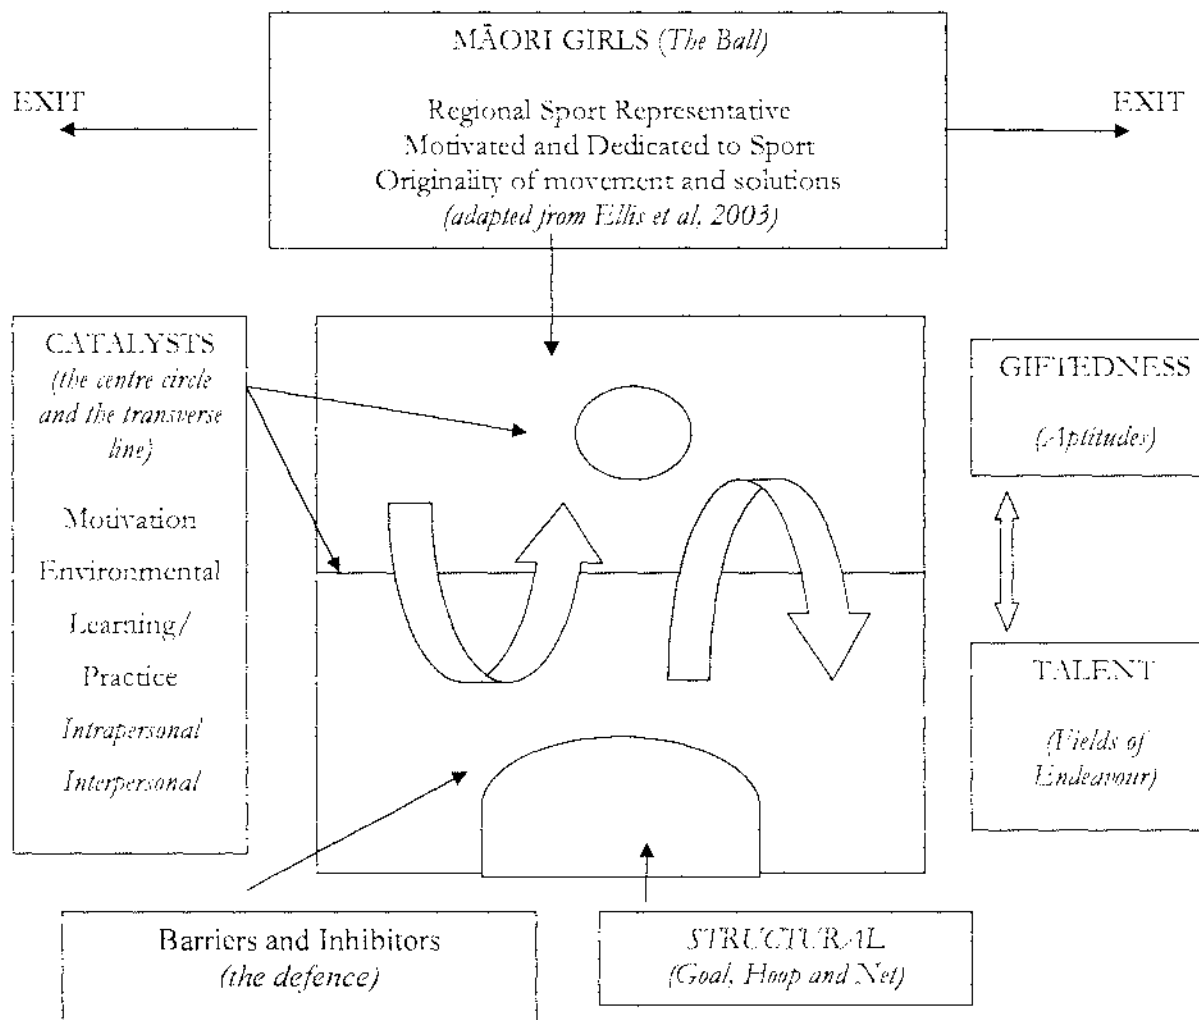 MĀORI GIRLS (The Ball)
EXIT
EXIT
Regional Sport Representative
Motivated and Dedicated to Sport
Originality of movement and solutions
(adapted from Ellis et al, 2003)
CATALYSTS
(the centre circle
and the transverse
line)
Motivation
Environmental
Learning/
Practice
Intrapersonal
Interpersonal
GIFTEDNESS
(Aptitudes)
TALENT
(Fields of
Endeavour)
Barriers and Inhibitors
(the defence)
STRUCTURAL
(Goal, Hoop and Net)